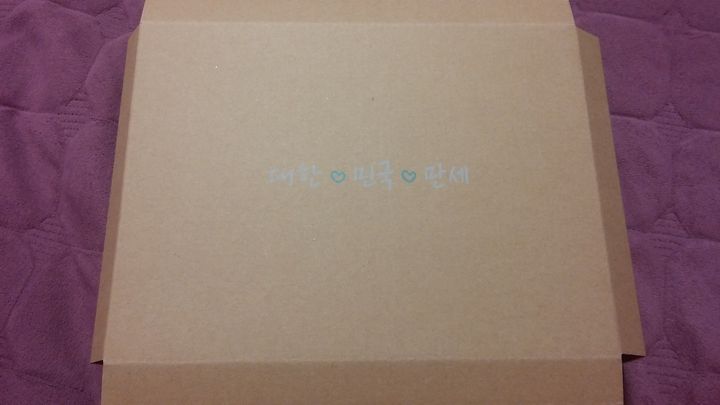 대한 ♡ 민국 ♡ 만세